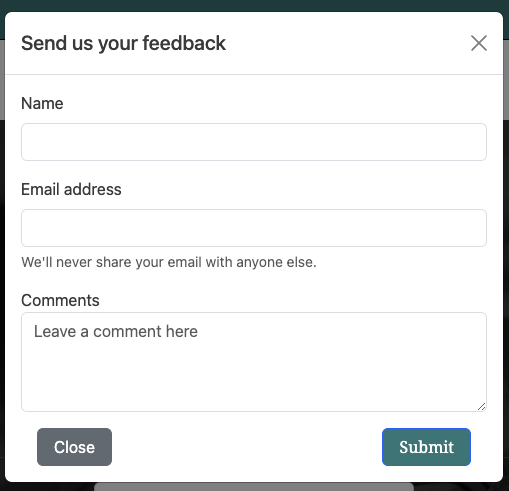 Send us your feedback
Name
Email address
We'll never share your email with anyone else.
Comments
Leave a comment here
Close
Submit